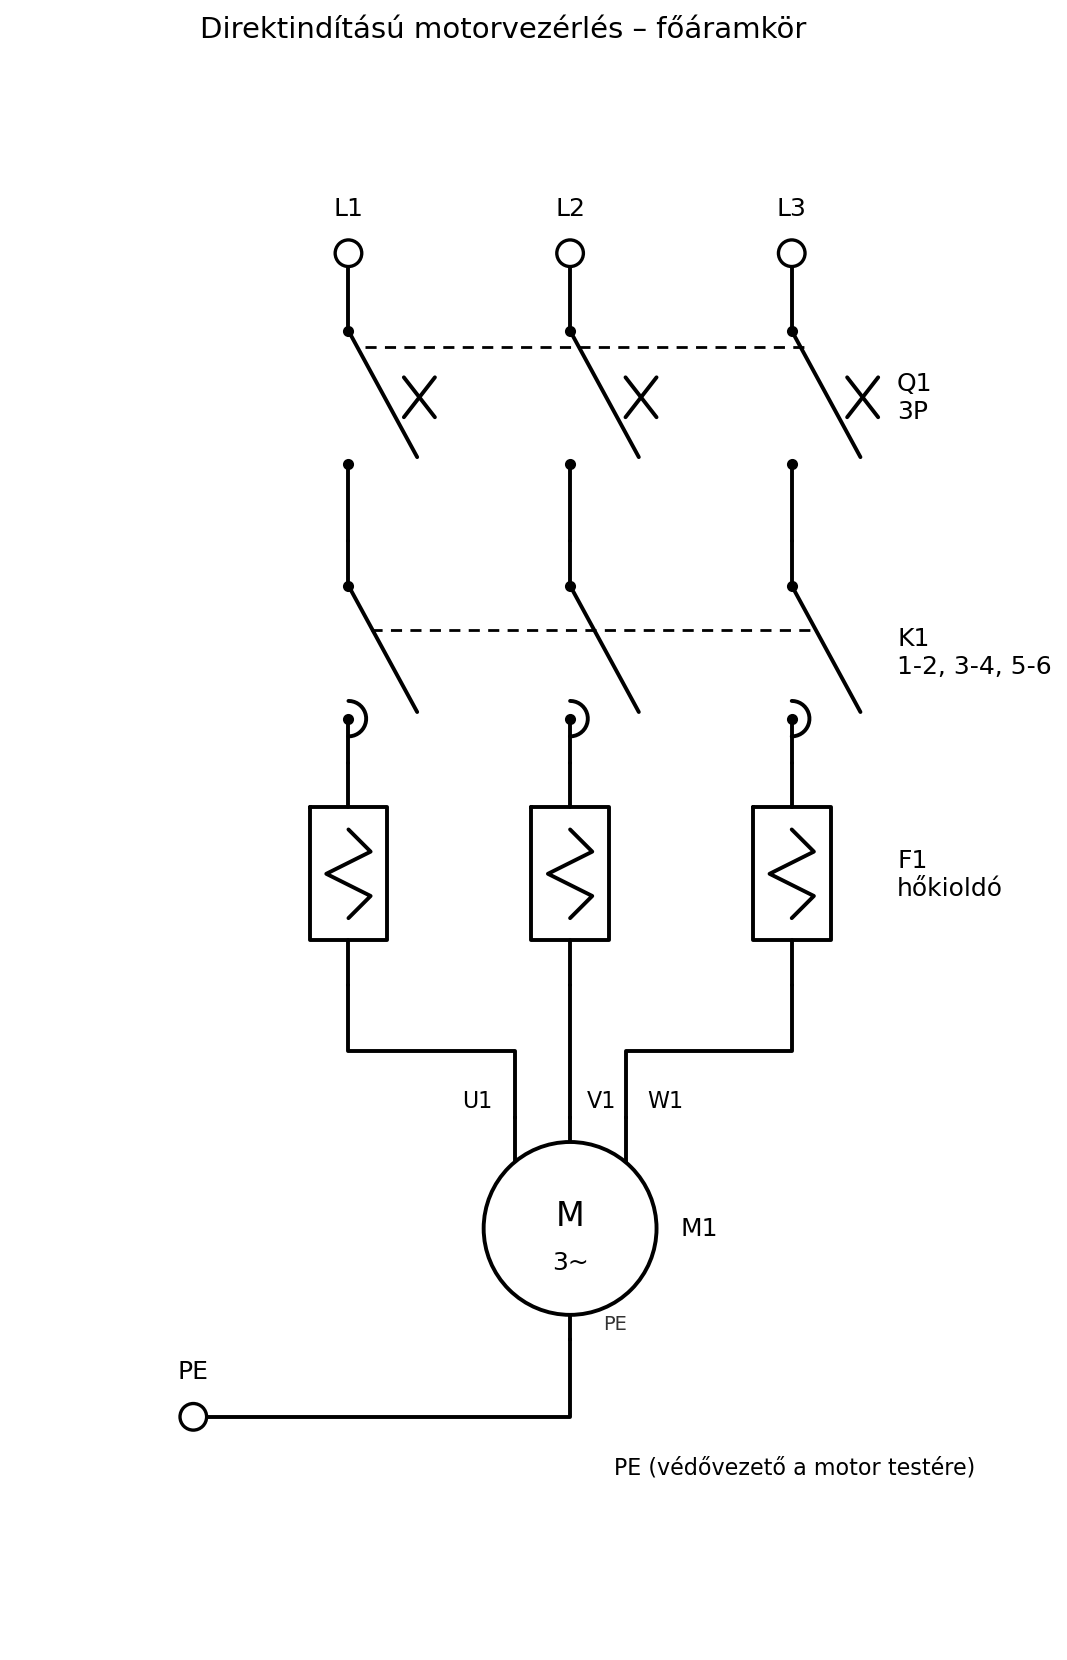 Direktindítású motorvezérlés – főáramkör
L1
L2
L3
Q1
3P
K1
1-2, 3-4, 5-6
F1
hőkioldó
U1
V1
W1
M
3~
M1
PE
PE
PE (védővezető a motor testére)